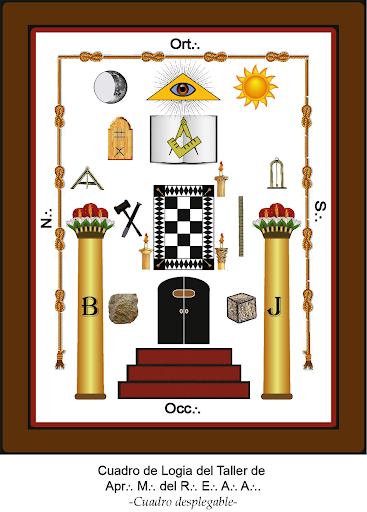 Ort∴
N∴
S∴
B
J
Occ∴
Cuadro de Logia del Taller de
Apr∴ M∴ del R∴ E∴ A∴ A∴.
-Cuadro desplegable-